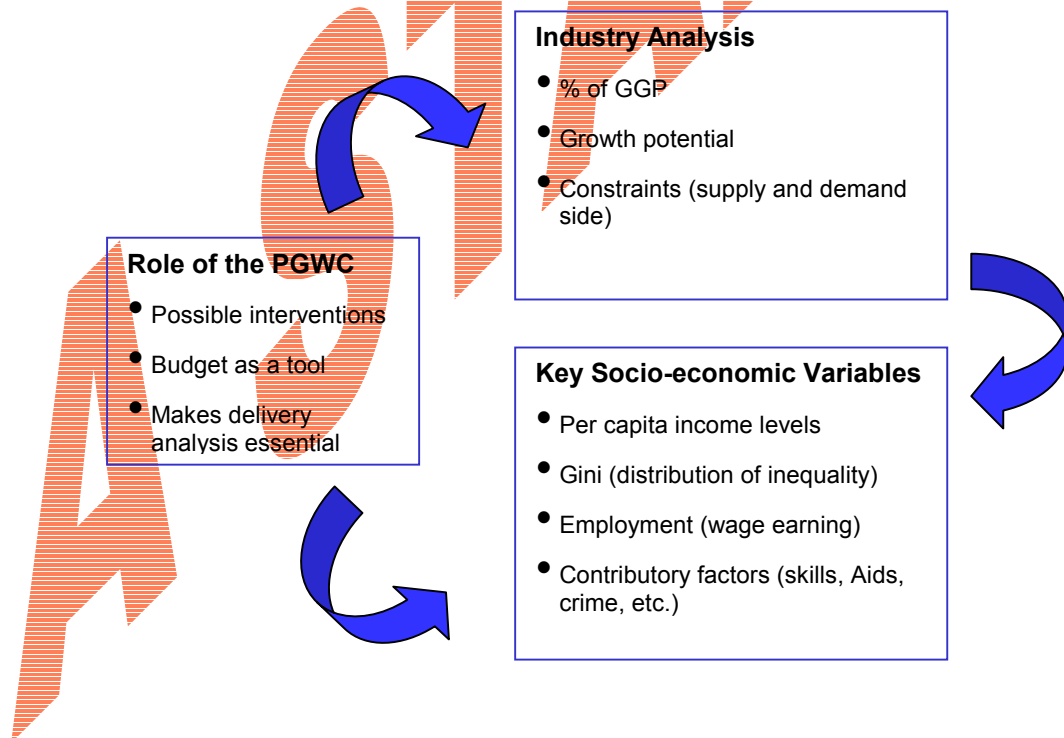 Industry Analysis
• % of GGP
• Growth potential
• Constraints (supply and demand
side)
Role of the PGWC
• Possible interventions
• Budget as a tool
• Makes delivery
analysis essential
Key Socio-economic Variables
• Per capita income levels
• Gini (distribution of inequality)
• Employment (wage earning)
• Contributory factors (skills, Aids,
crime, etc.)